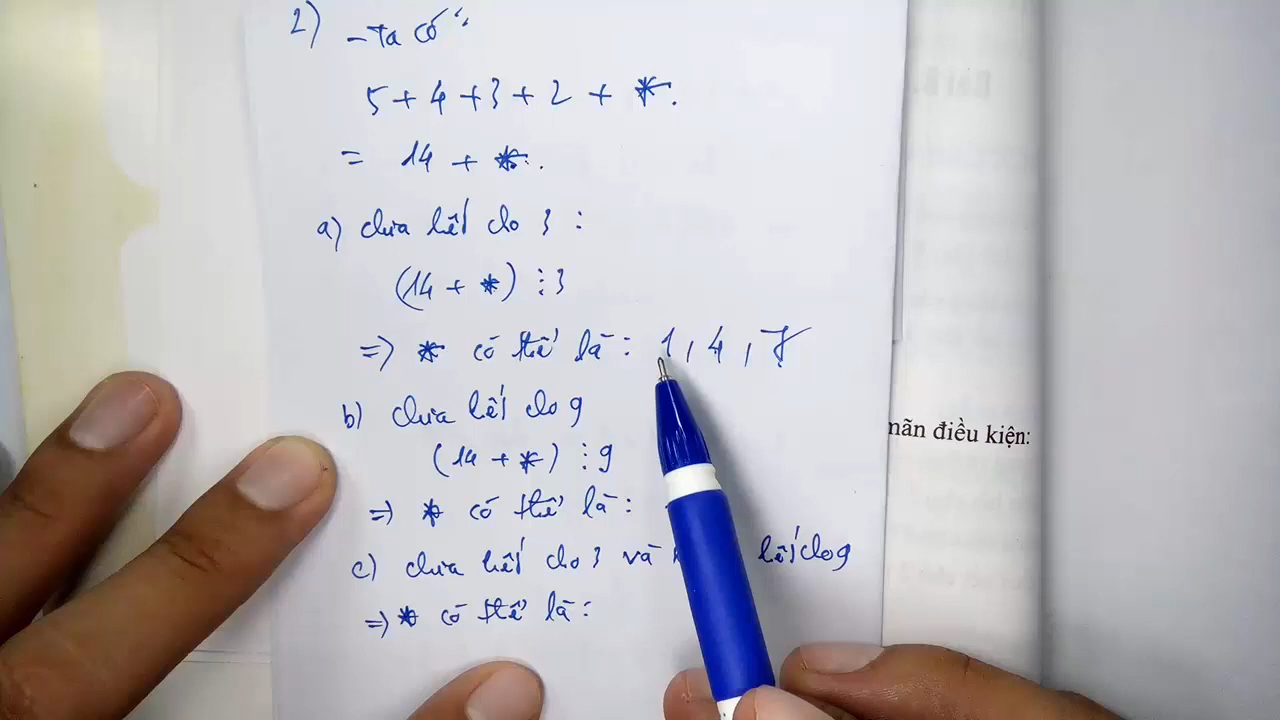 2) - Ta có:
5 + 4 + 3 + 2 + *.
= 14 + *.
a) chia hết cho 3 :
(14 + *) ⋮ 3
=> * có thể là : 1, 4, 7
b) chia hết cho 9
(14 + *) ⋮ 9
=> * có thể là :
c) chia hết cho 3 và hết cho 9
=> * có thể là :
mãn điều kiện: